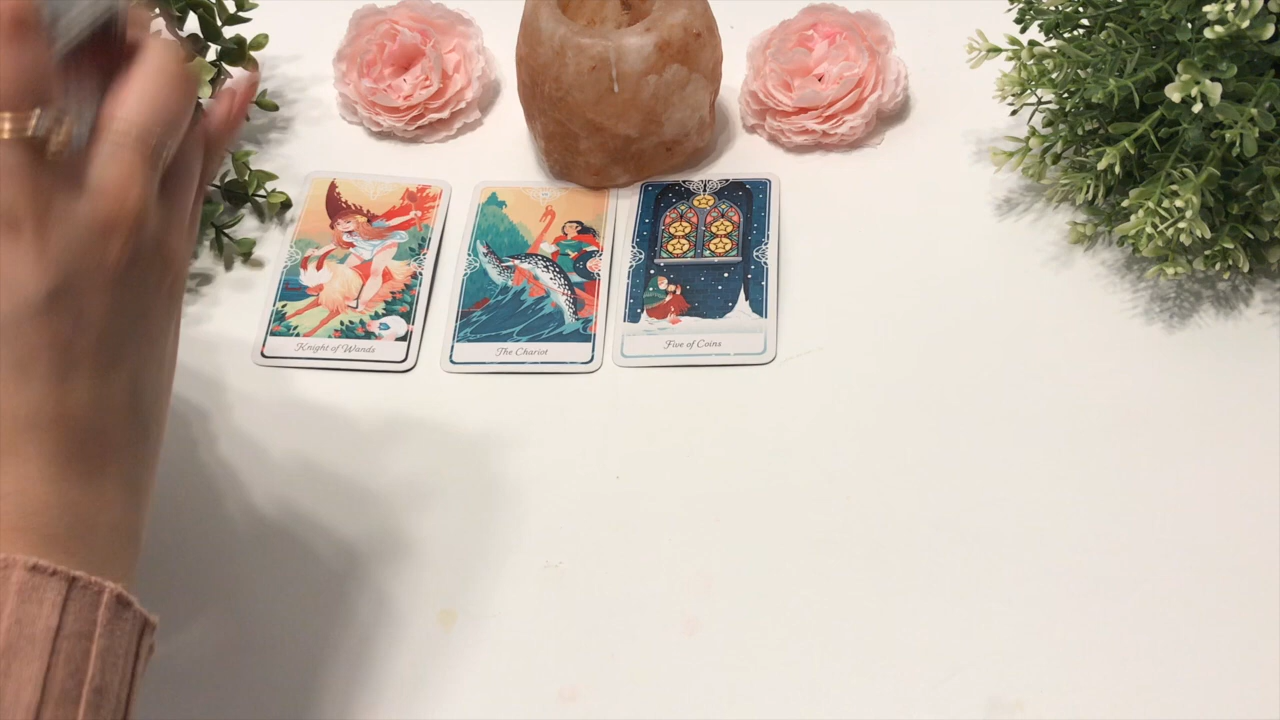 Knight of Wands
The Chariot
Five of Coins